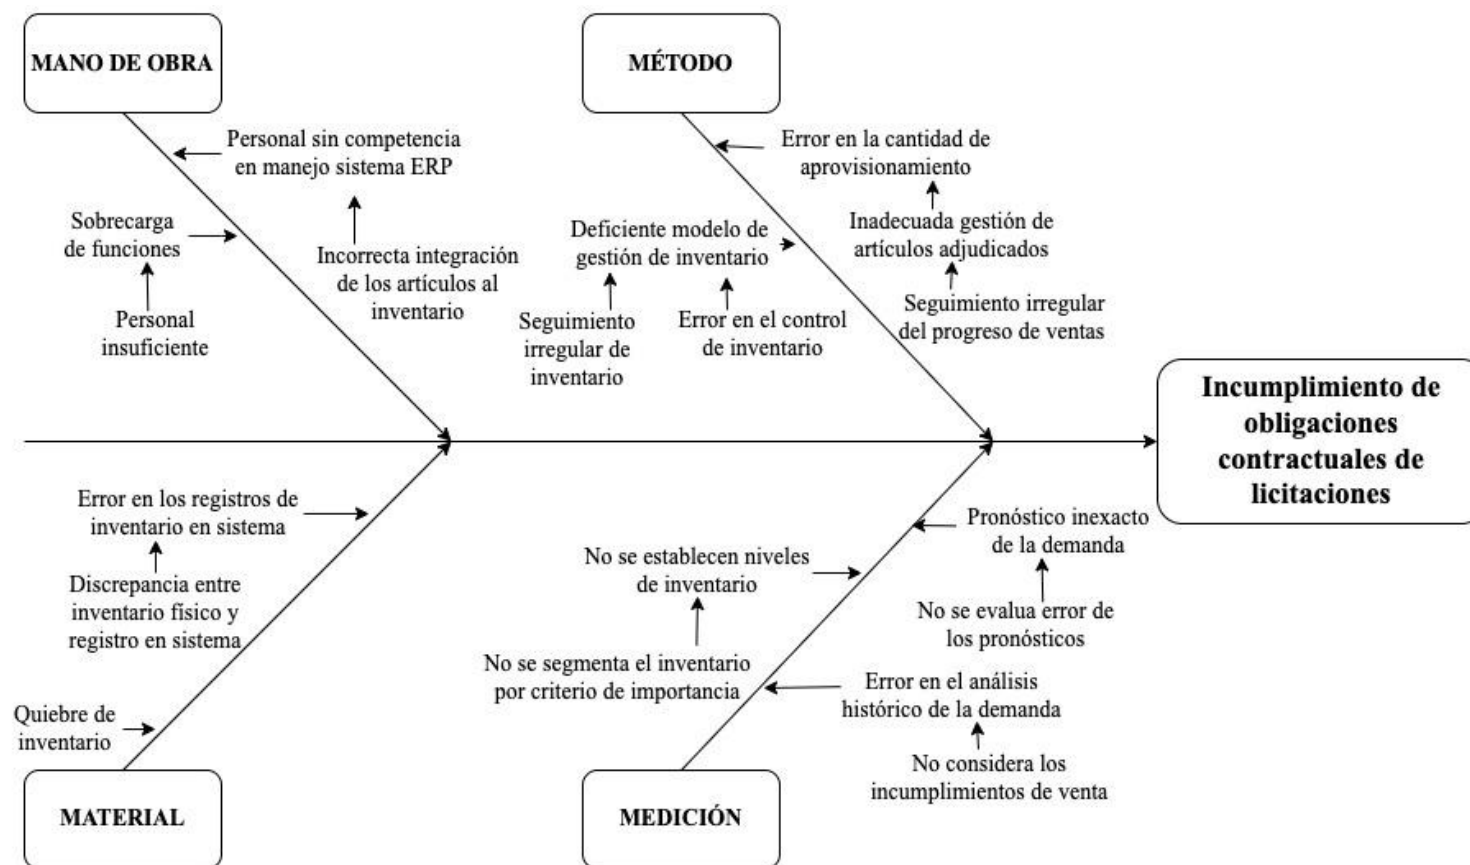 MANO DE OBRA
MÉTODO
Personal sin competencia
en manejo sistema ERP
Sobrecarga
de funciones
Incorrecta integración
de los artículos al
inventario
Personal
insuficiente
Error en la cantidad de
aprovisionamiento
Inadecuada gestión de
artículos adjudicados
Seguimiento irregular
del progreso de ventas
Deficiente modelo de
gestión de inventario
Seguimiento
irregular de
inventario
Error en el control
de inventario
Incumplimiento de
obligaciones
contractuales de
licitaciones
Error en los registros de
inventario en sistema
Discrepancia entre
inventario físico y
registro en sistema
Quiebre de
inventario
No se establecen niveles
de inventario
No se segmenta el inventario
por criterio de importancia
Pronóstico inexacto
de la demanda
No se evalua error de
los pronósticos
Error en el análisis
histórico de la demanda
No considera los
incumplimientos de venta
MATERIAL
MEDICIÓN